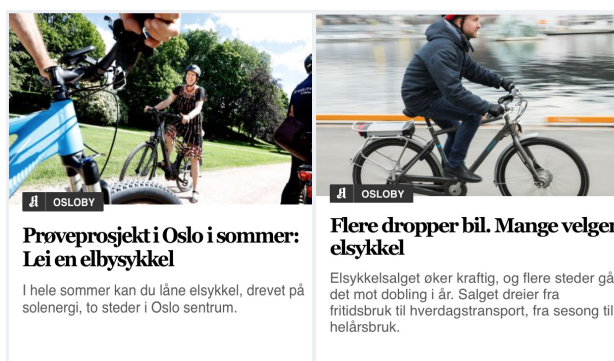 OSLOBY
Prøveprosjekt i Oslo i sommer:
Lei en elbysykkel
I hele sommer kan du låne elsykkel, drevet på
solenergi, to steder i Oslo sentrum.
OSLOBY
Flere dropper bil. Mange velger
elsykkel
Elsykkelsalget øker kraftig, og flere steder gå
det mot dobling i år. Salget dreier fra
fritidsbruk til hverdagstransport, fra sesong til
helårsbruk.